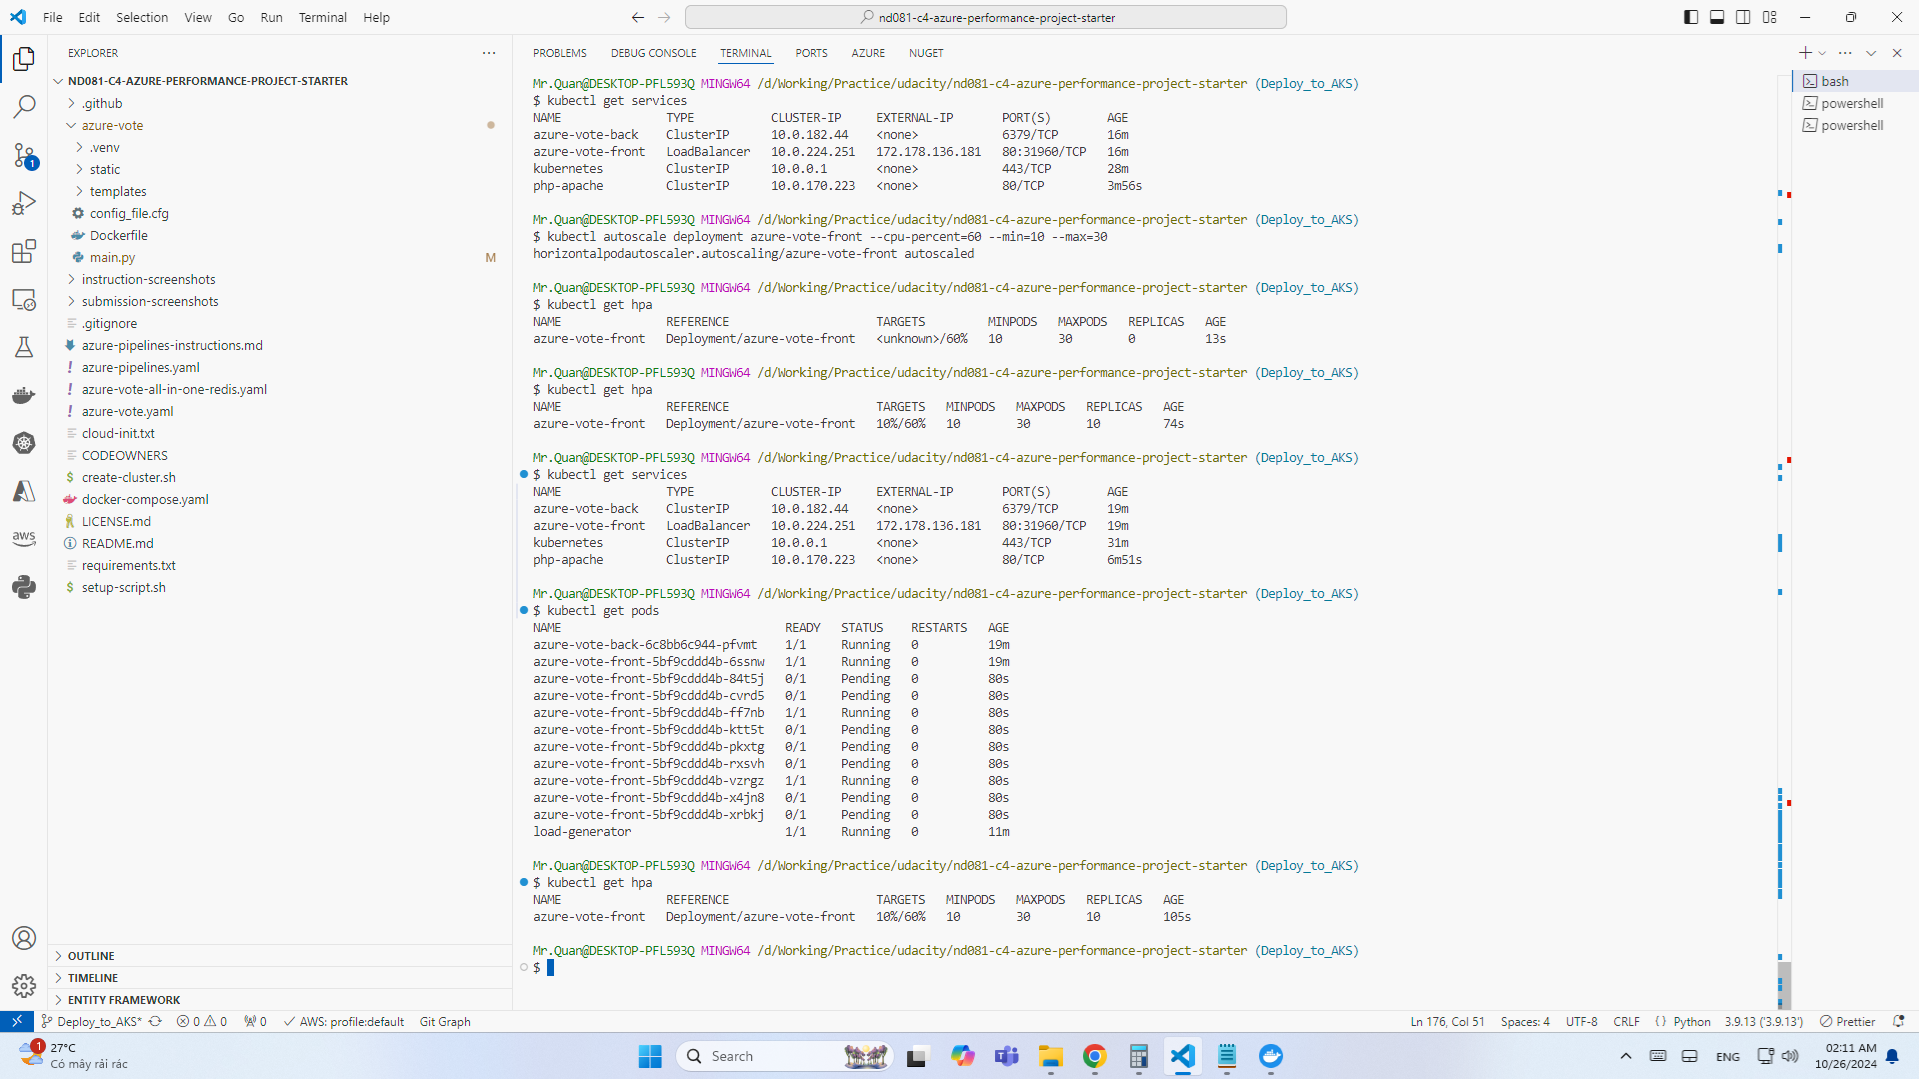 File Edit Selection View Go Run Terminal Help
nd081-c4-azure-performance-project-starter
EXPLORER
ND081-C4-AZURE-PERFORMANCE-PROJECT-STARTER
.github
azure-vote
.venv
static
templates
config_file.cfg
Dockerfile
main.py M
instruction-screenshots
submission-screenshots
.gitignore
azure-pipelines-instructions.md
! azure-pipelines.yaml
! azure-vote-all-in-one-redis.yaml
! azure-vote.yaml
cloud-init.txt
CODEOWNERS
$ create-cluster.sh
docker-compose.yaml
LICENSE.md
README.md
requirements.txt
$ setup-script.sh
OUTLINE
TIMELINE
ENTITY FRAMEWORK
1
aws
PROBLEMS DEBUG CONSOLE TERMINAL PORTS AZURE NUGET
Mr.Quan@DESKTOP-PFL593Q MINGW64 /d/Working/Practice/udacity/nd081-c4-azure-performance-project-starter (Deploy_to_AKS)
$ kubectl get services
NAME TYPE CLUSTER-IP EXTERNAL-IP PORT(S) AGE
azure-vote-back ClusterIP 10.0.182.44 <none> 6379/TCP 16m
azure-vote-front LoadBalancer 10.0.224.251 172.178.136.181 80:31960/TCP 16m
kubernetes ClusterIP 10.0.0.1 <none> 443/TCP 28m
php-apache ClusterIP 10.0.170.223 <none> 80/TCP 3m56s
Mr.Quan@DESKTOP-PFL593Q MINGW64 /d/Working/Practice/udacity/nd081-c4-azure-performance-project-starter (Deploy_to_AKS)
$ kubectl autoscale deployment azure-vote-front --cpu-percent=60 --min=10 --max=30
horizontalpodautoscaler.autoscaling/azure-vote-front autoscaled
Mr.Quan@DESKTOP-PFL593Q MINGW64 /d/Working/Practice/udacity/nd081-c4-azure-performance-project-starter (Deploy_to_AKS)
$ kubectl get hpa
NAME REFERENCE TARGETS MINPODS MAXPODS REPLICAS AGE
azure-vote-front Deployment/azure-vote-front <unknown>/60% 10 30 0 13s
Mr.Quan@DESKTOP-PFL593Q MINGW64 /d/Working/Practice/udacity/nd081-c4-azure-performance-project-starter (Deploy_to_AKS)
$ kubectl get hpa
NAME REFERENCE TARGETS MINPODS MAXPODS REPLICAS AGE
azure-vote-front Deployment/azure-vote-front 10%/60% 10 30 10 74s
Mr.Quan@DESKTOP-PFL593Q MINGW64 /d/Working/Practice/udacity/nd081-c4-azure-performance-project-starter (Deploy_to_AKS)
$ kubectl get services
NAME TYPE CLUSTER-IP EXTERNAL-IP PORT(S) AGE
azure-vote-back ClusterIP 10.0.182.44 <none> 6379/TCP 19m
azure-vote-front LoadBalancer 10.0.224.251 172.178.136.181 80:31960/TCP 19m
kubernetes ClusterIP 10.0.0.1 <none> 443/TCP 31m
php-apache ClusterIP 10.0.170.223 <none> 80/TCP 6m51s
Mr.Quan@DESKTOP-PFL593Q MINGW64 /d/Working/Practice/udacity/nd081-c4-azure-performance-project-starter (Deploy_to_AKS)
$ kubectl get pods
NAME READY STATUS RESTARTS AGE
azure-vote-back-6c8bb6c944-pfvmt 1/1 Running 0 19m
azure-vote-front-5bf9cddd4b-6ssnw 1/1 Running 0 19m
azure-vote-front-5bf9cddd4b-84t5j 0/1 Pending 0 80s
azure-vote-front-5bf9cddd4b-cvrd5 0/1 Pending 0 80s
azure-vote-front-5bf9cddd4b-ff7nb 1/1 Running 0 80s
azure-vote-front-5bf9cddd4b-ktt5t 0/1 Pending 0 80s
azure-vote-front-5bf9cddd4b-pkxtg 0/1 Pending 0 80s
azure-vote-front-5bf9cddd4b-rxsvh 0/1 Pending 0 80s
azure-vote-front-5bf9cddd4b-vzrgz 1/1 Running 0 80s
azure-vote-front-5bf9cddd4b-x4jn8 0/1 Pending 0 80s
azure-vote-front-5bf9cddd4b-xrbkj 0/1 Pending 0 80s
load-generator 1/1 Running 0 11m
Mr.Quan@DESKTOP-PFL593Q MINGW64 /d/Working/Practice/udacity/nd081-c4-azure-performance-project-starter (Deploy_to_AKS)
$ kubectl get hpa
NAME REFERENCE TARGETS MINPODS MAXPODS REPLICAS AGE
azure-vote-front Deployment/azure-vote-front 10%/60% 10 30 10 105s
Mr.Quan@DESKTOP-PFL593Q MINGW64 /d/Working/Practice/udacity/nd081-c4-azure-performance-project-starter (Deploy_to_AKS)
$
bash
powershell
powershell
Deploy_to_AKS* 0 0 0 AWS: profile:default Git Graph
Ln 176, Col 51 Spaces: 4 UTF-8 CRLF {} Python 3.9.13 ('3.9.13') Prettier
1
27°C
Có mây rải rác
Search
ENG
02:11 AM
10/26/2024